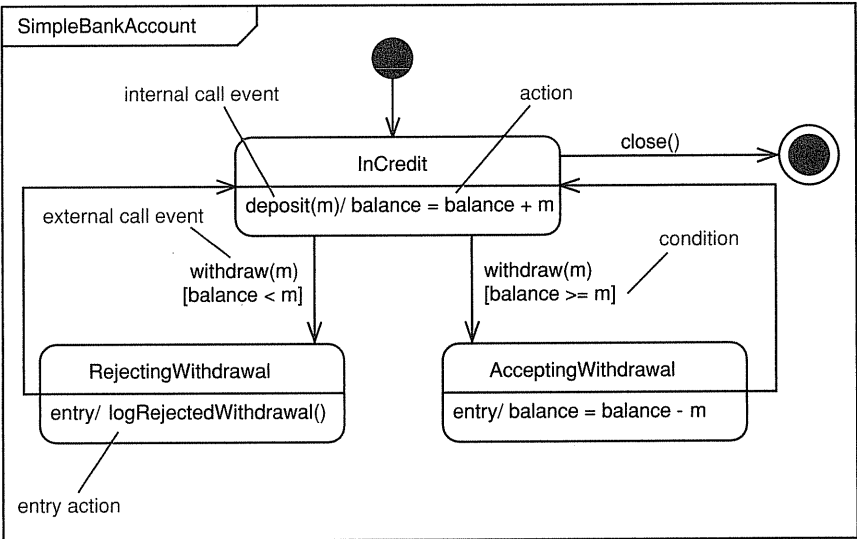 SimpleBankAccount
internal call event
action
close()
InCredit
deposit(m)/ balance = balance + m
external call event
condition
withdraw(m)
[balance < m]
withdraw(m)
[balance >= m]
RejectingWithdrawal
entry/ logRejectedWithdrawal()
AcceptingWithdrawal
entry/ balance = balance - m
entry action